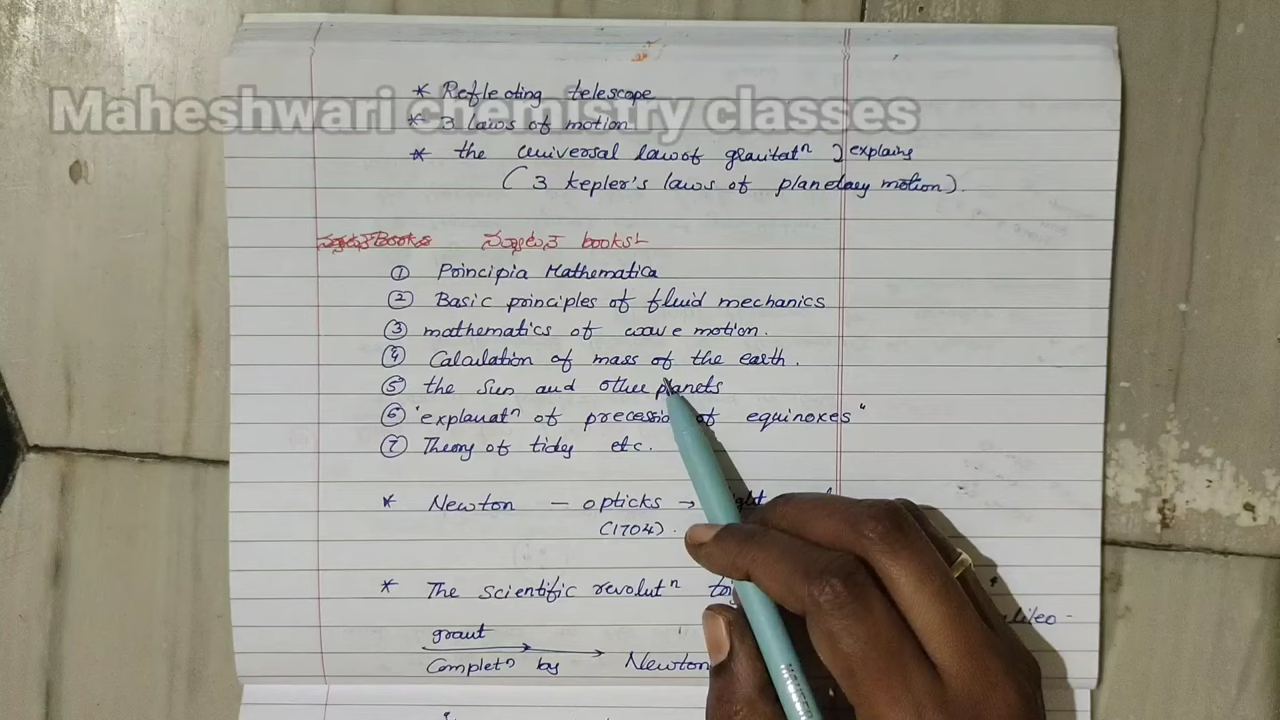 * Reflecting telescope
Maheshwari chemistry classes
* 3 laws of motion
* the universal law of gravitatⁿ } explains
( 3 kepler's laws of planetary motion).
books
① Principia Mathematica
② Basic principles of fluid mechanics
③ mathematics of wave motion.
④ Calculation of mass of the earth.
⑤ the Sun and other planets
⑥ "explanatⁿ of precession of equinoxes"
⑦ Theory of tides etc.
* Newton - opticks →
(1704).
* The scientific revolutⁿ
graut
Completⁿ by → Newton